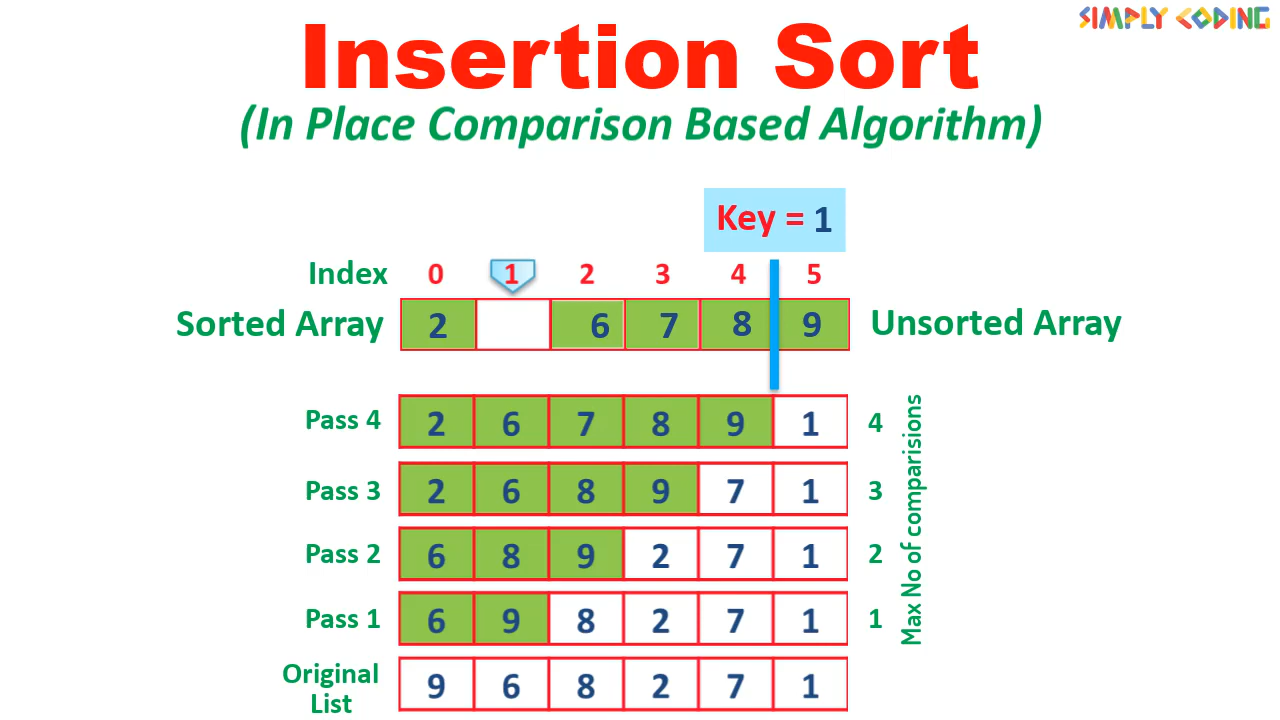 SIMPLY CODING
Insertion Sort
(In Place Comparison Based Algorithm)
Key = 1
Index 0 1 2 3 4 5
Sorted Array 2 6 7 8 9 Unsorted Array
Pass 4 2 6 7 8 9 1 4
Pass 3 2 6 8 9 7 1 3
Pass 2 6 8 9 2 7 1 2
Pass 1 6 9 8 2 7 1 1
Original
List
9 6 8 2 7 1
Max No of comparisions